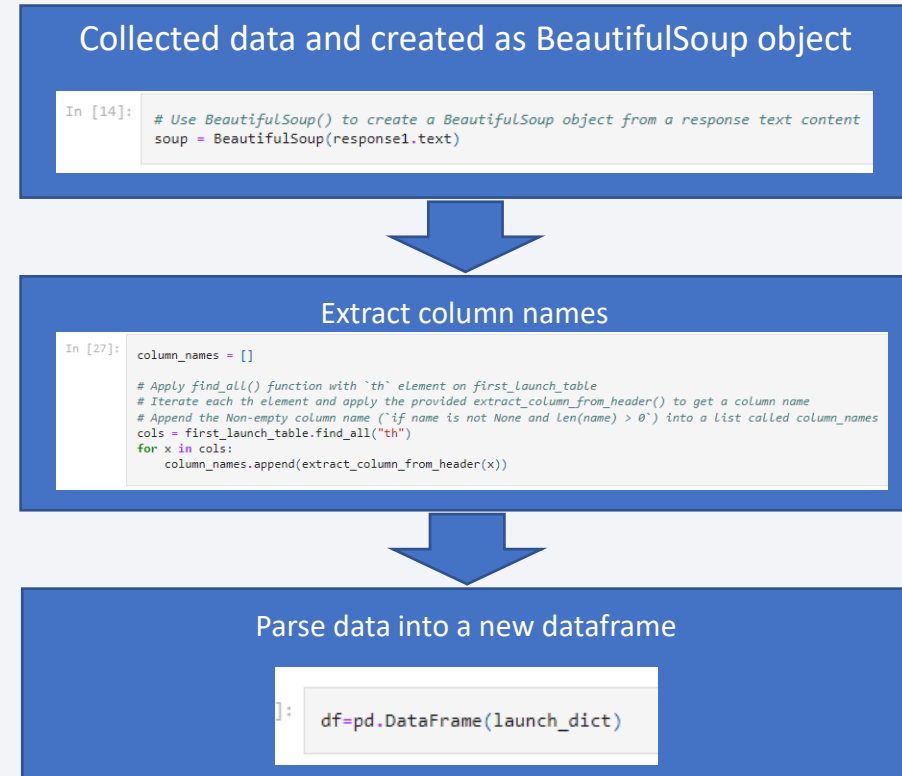 Collected data and created as BeautifulSoup object
In [14]:
# Use BeautifulSoup() to create a BeautifulSoup object from a response text content
soup = BeautifulSoup(response1.text)
Extract column names
In [27]:
column_names = []
# Apply find_all() function with `th` element on first_launch_table
# Iterate each th element and apply the provided extract_column_from_header() to get a column name
# Append the Non-empty column name (`if name is not None and len(name) > 0`) into a list called column_names
cols = first_launch_table.find_all("th")
for x in cols:
    column_names.append(extract_column_from_header(x))
Parse data into a new dataframe
]:
df=pd.DataFrame(launch_dict)